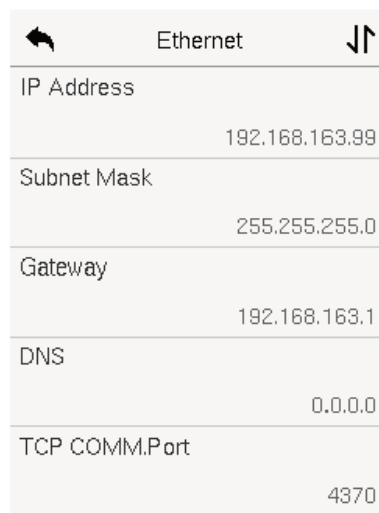 Ethernet
IP Address
192.168.163.99
Subnet Mask
255.255.255.0
Gateway
192.168.163.1
DNS
0.0.0.0
TCP COMM.Port
4370